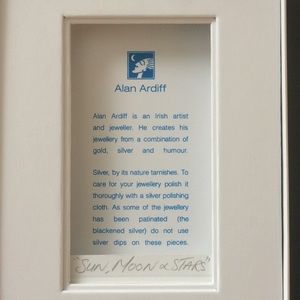 Alan Ardiff
Alan Ardiff is an Irish artist
and jeweller. He creates his
jewellery from a combination of
gold, silver and humour.
Silver, by its nature tarnishes. To
care for your jewellery polish it
thoroughly with a silver polishing
cloth. As some of the jewellery
has been patinated (the
blackened silver) do not use
silver dips on these pieces.
"SUN, MOON & STARS"